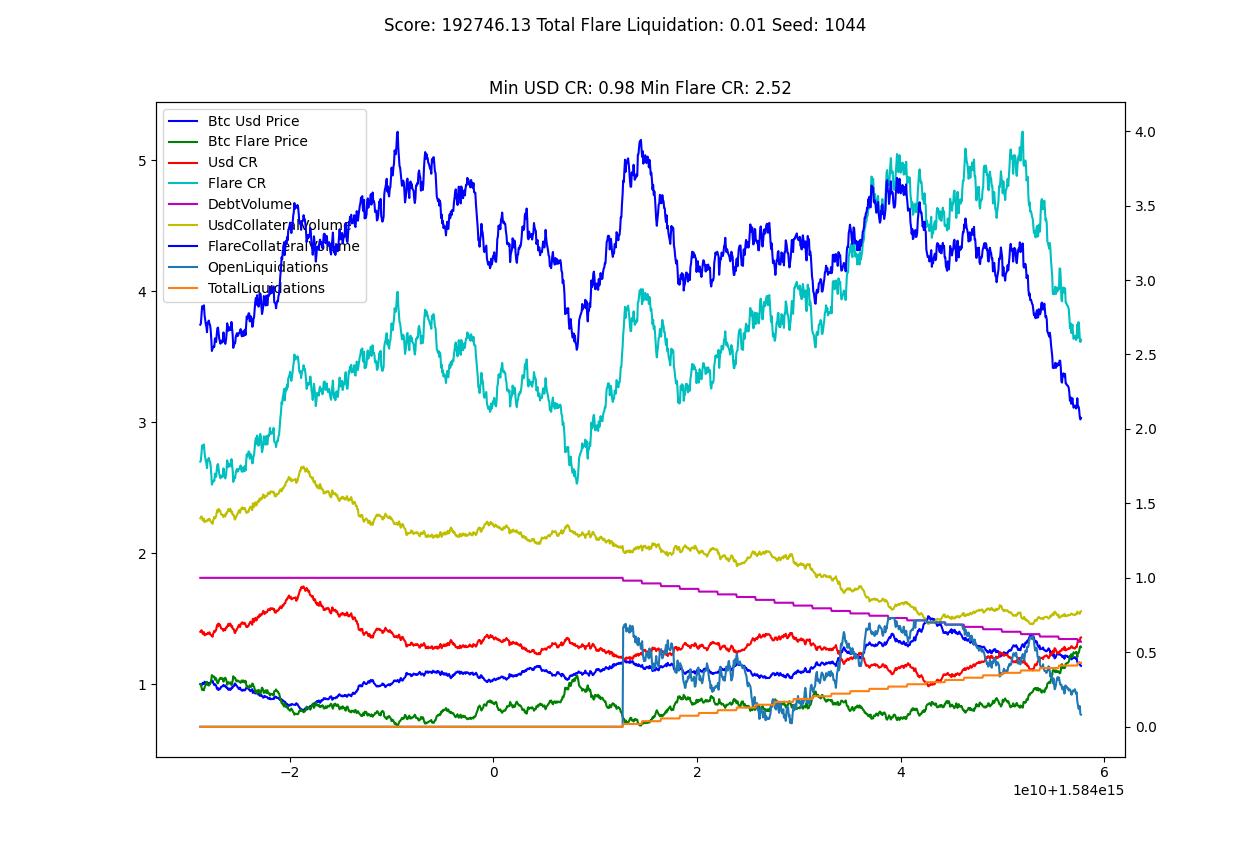 Score: 192746.13 Total Flare Liquidation: 0.01 Seed: 1044
Min USD CR: 0.98 Min Flare CR: 2.52
Btc Usd Price
Btc Flare Price
Usd CR
Flare CR
DebtVolume
UsdCollateralVolume
FlareCollateralVolume
OpenLiquidations
TotalLiquidations
5
4
3
2
1
4.0
3.5
3.0
2.5
2.0
1.5
1.0
0.5
0.0
−2 0 2 4 6
1e10+1.584e15